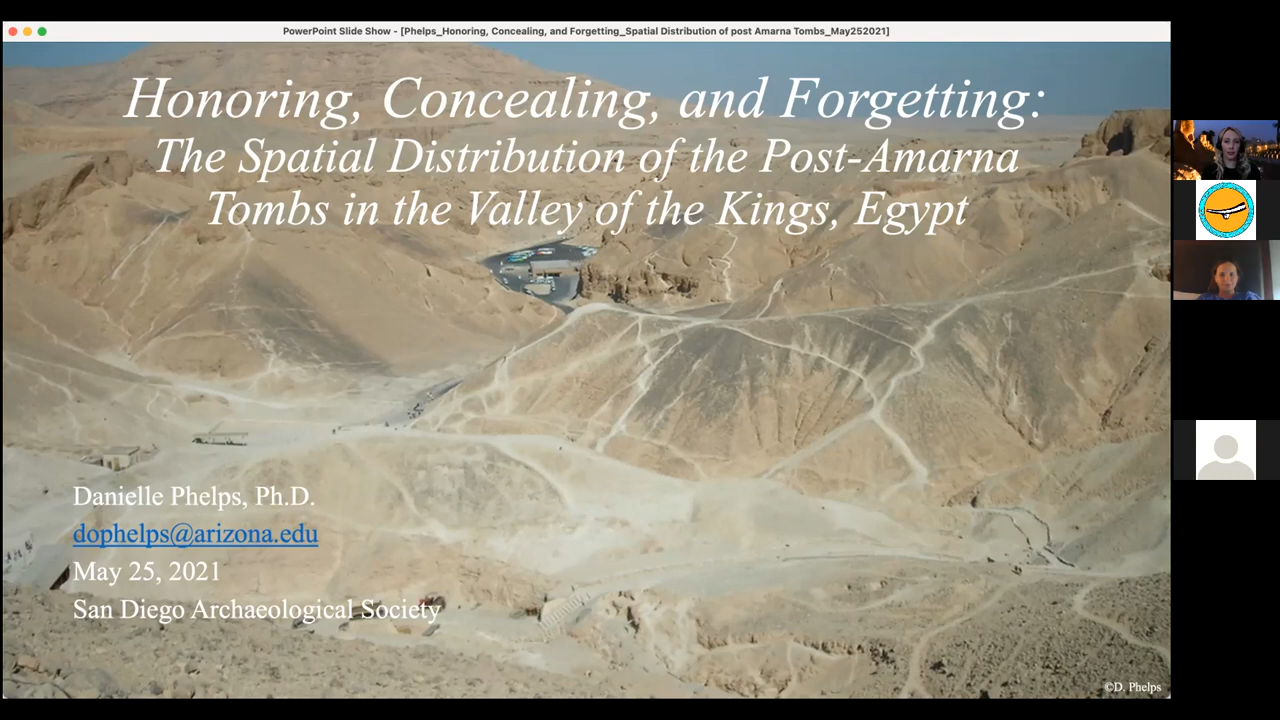 PowerPoint Slide Show - [Phelps_Honoring, Concealing, and Forgetting_Spatial Distribution of post Amarna Tombs_May252021]
Honoring, Concealing, and Forgetting:
The Spatial Distribution of the Post-Amarna
Tombs in the Valley of the Kings, Egypt
Danielle Phelps, Ph.D.
dophelps@arizona.edu
May 25, 2021
San Diego Archaeological Society
©D. Phelps